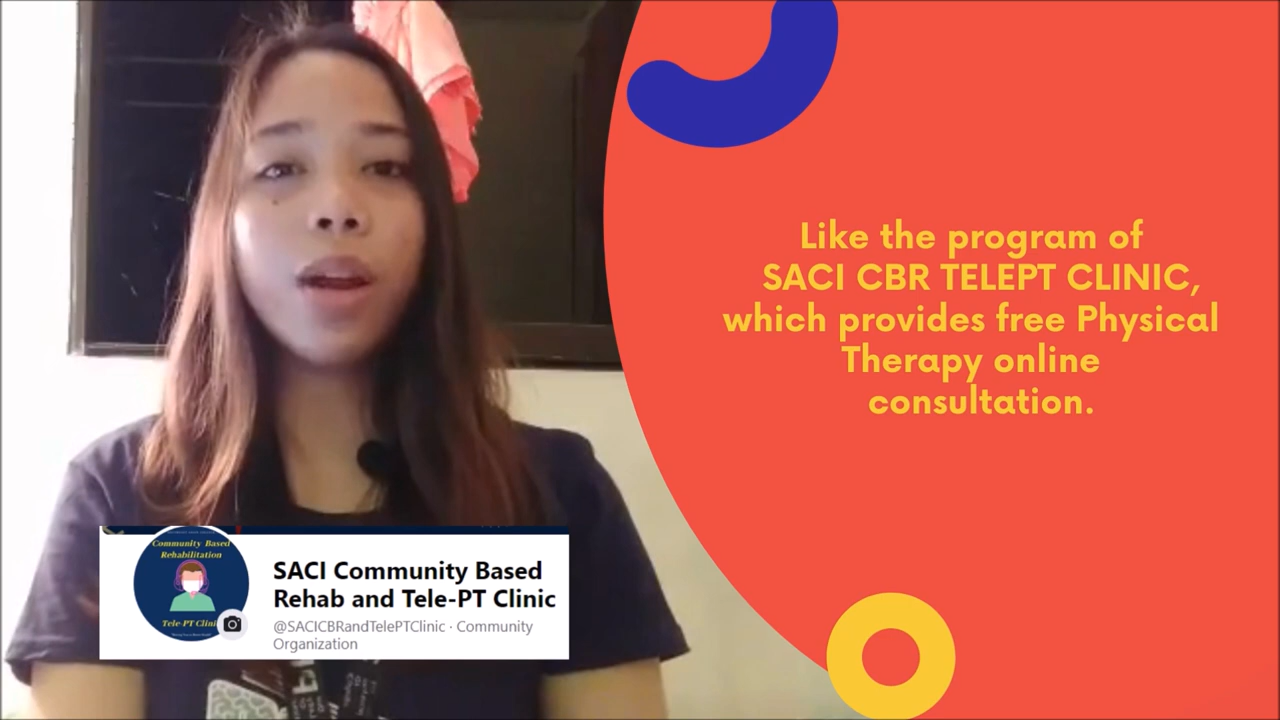 Like the program of
SACI CBR TELEPT CLINIC,
which provides free Physical
Therapy online
consultation.
Community Based
Rehabilitation
Tele-PT
SACI Community Based
Rehab and Tele-PT Clinic
@SACICBRandTelePTClinic · Community
Organization